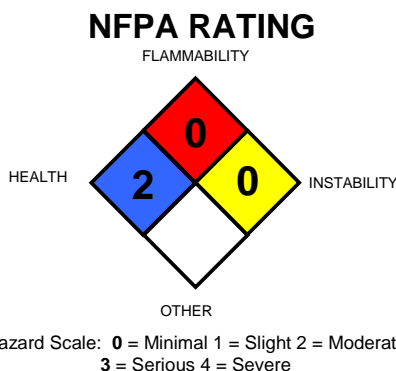 NFPA RATING
FLAMMABILITY
0
HEALTH
2
0
INSTABILITY
OTHER
azard Scale: 0 = Minimal 1 = Slight 2 = Moderat
3 = Serious 4 = Severe